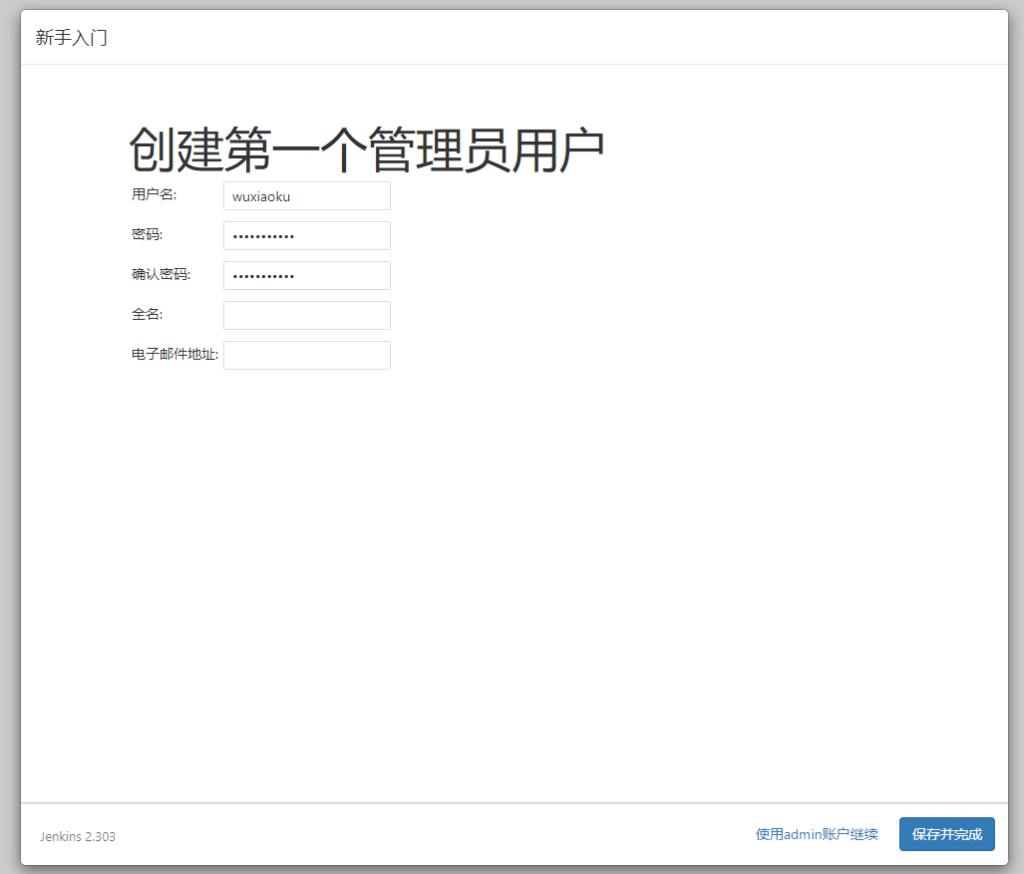 新手入门
创建第一个管理员用户
用户名: wuxiaoku
密码: •••••••••••
确认密码: •••••••••••
全名:
电子邮件地址:
Jenkins 2.303 使用admin账户继续 保存并完成